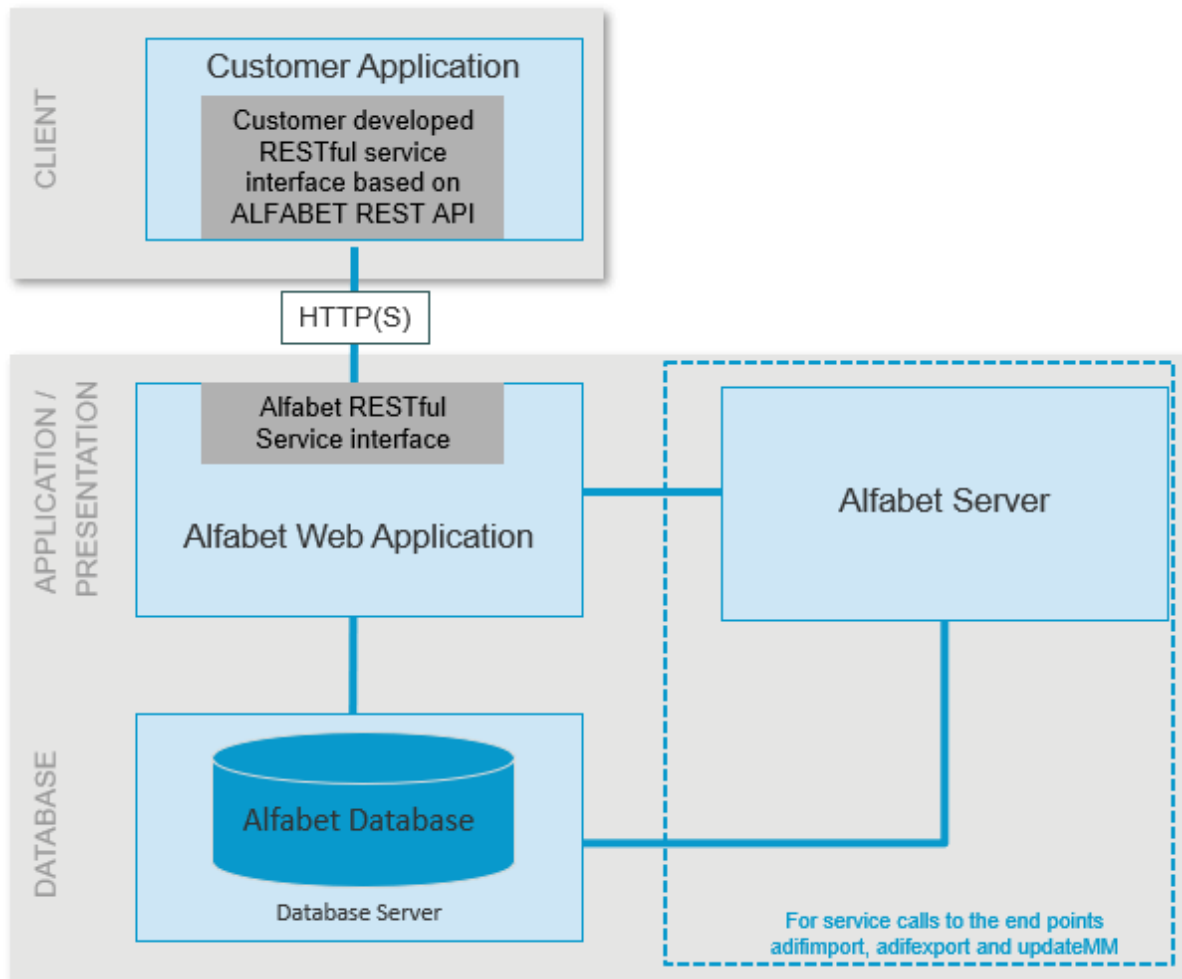 CLIENT
Customer Application
Customer developed
RESTful service
interface based on
ALFABET REST API
HTTP(S)
APPLICATION /
PRESENTATION
Alfabet RESTful
Service interface
Alfabet Web Application
Alfabet Server
DATABASE
Alfabet Database
Database Server
For service calls to the end points
adifimport, adifexport and updateMM